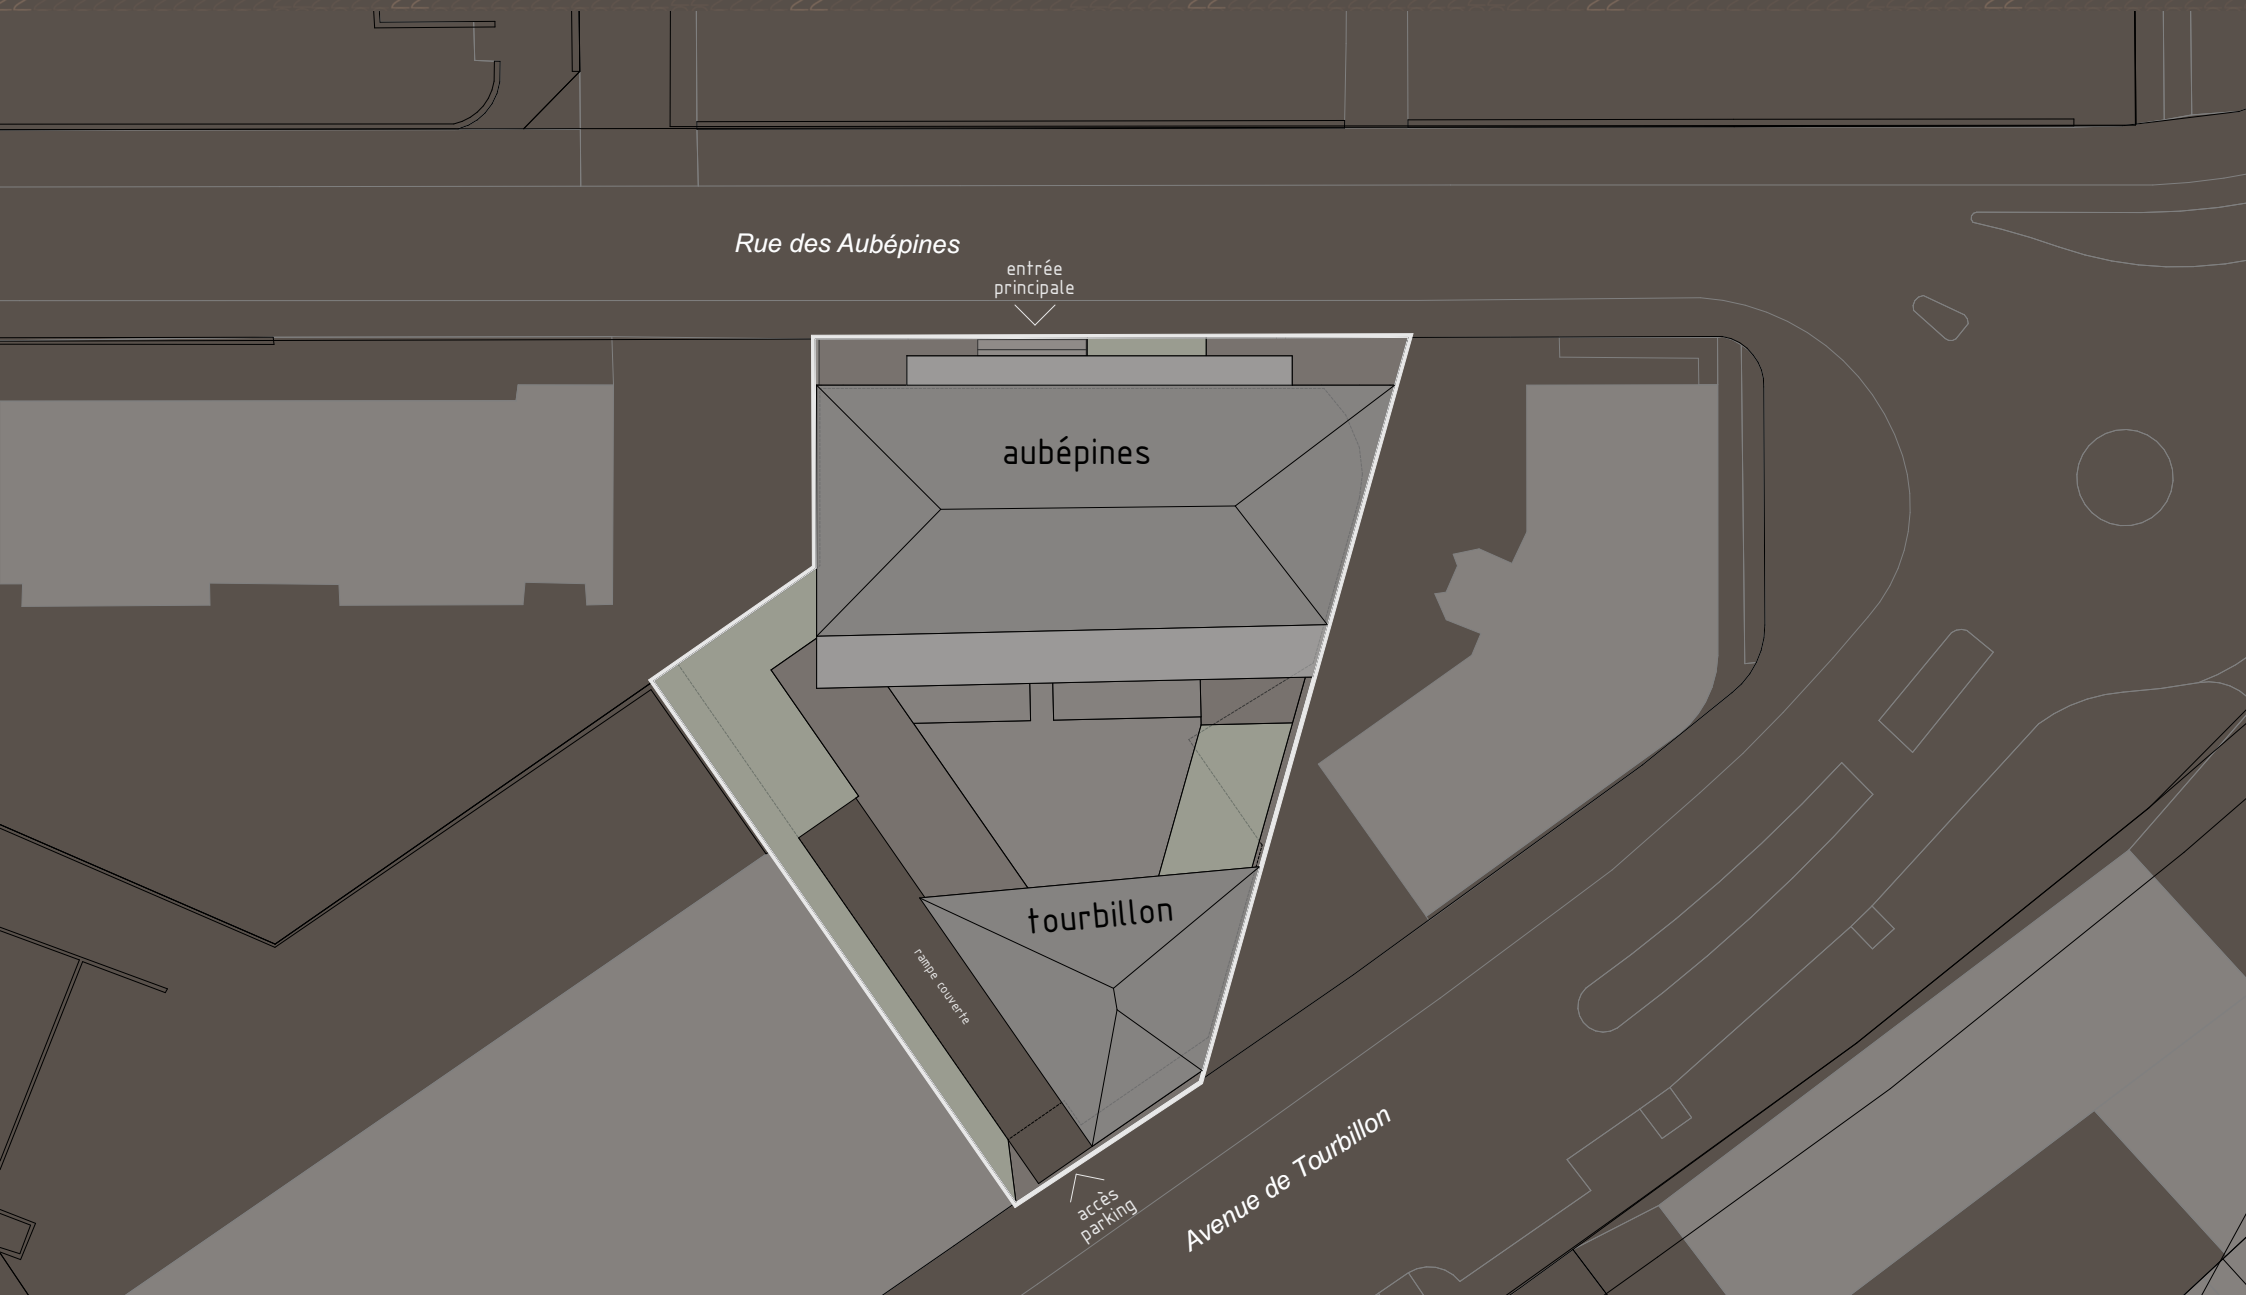 Rue des Aubépines
entrée
principale
aubépines
tourbillon
rampe couverte
accès
parking
Avenue de Tourbillon